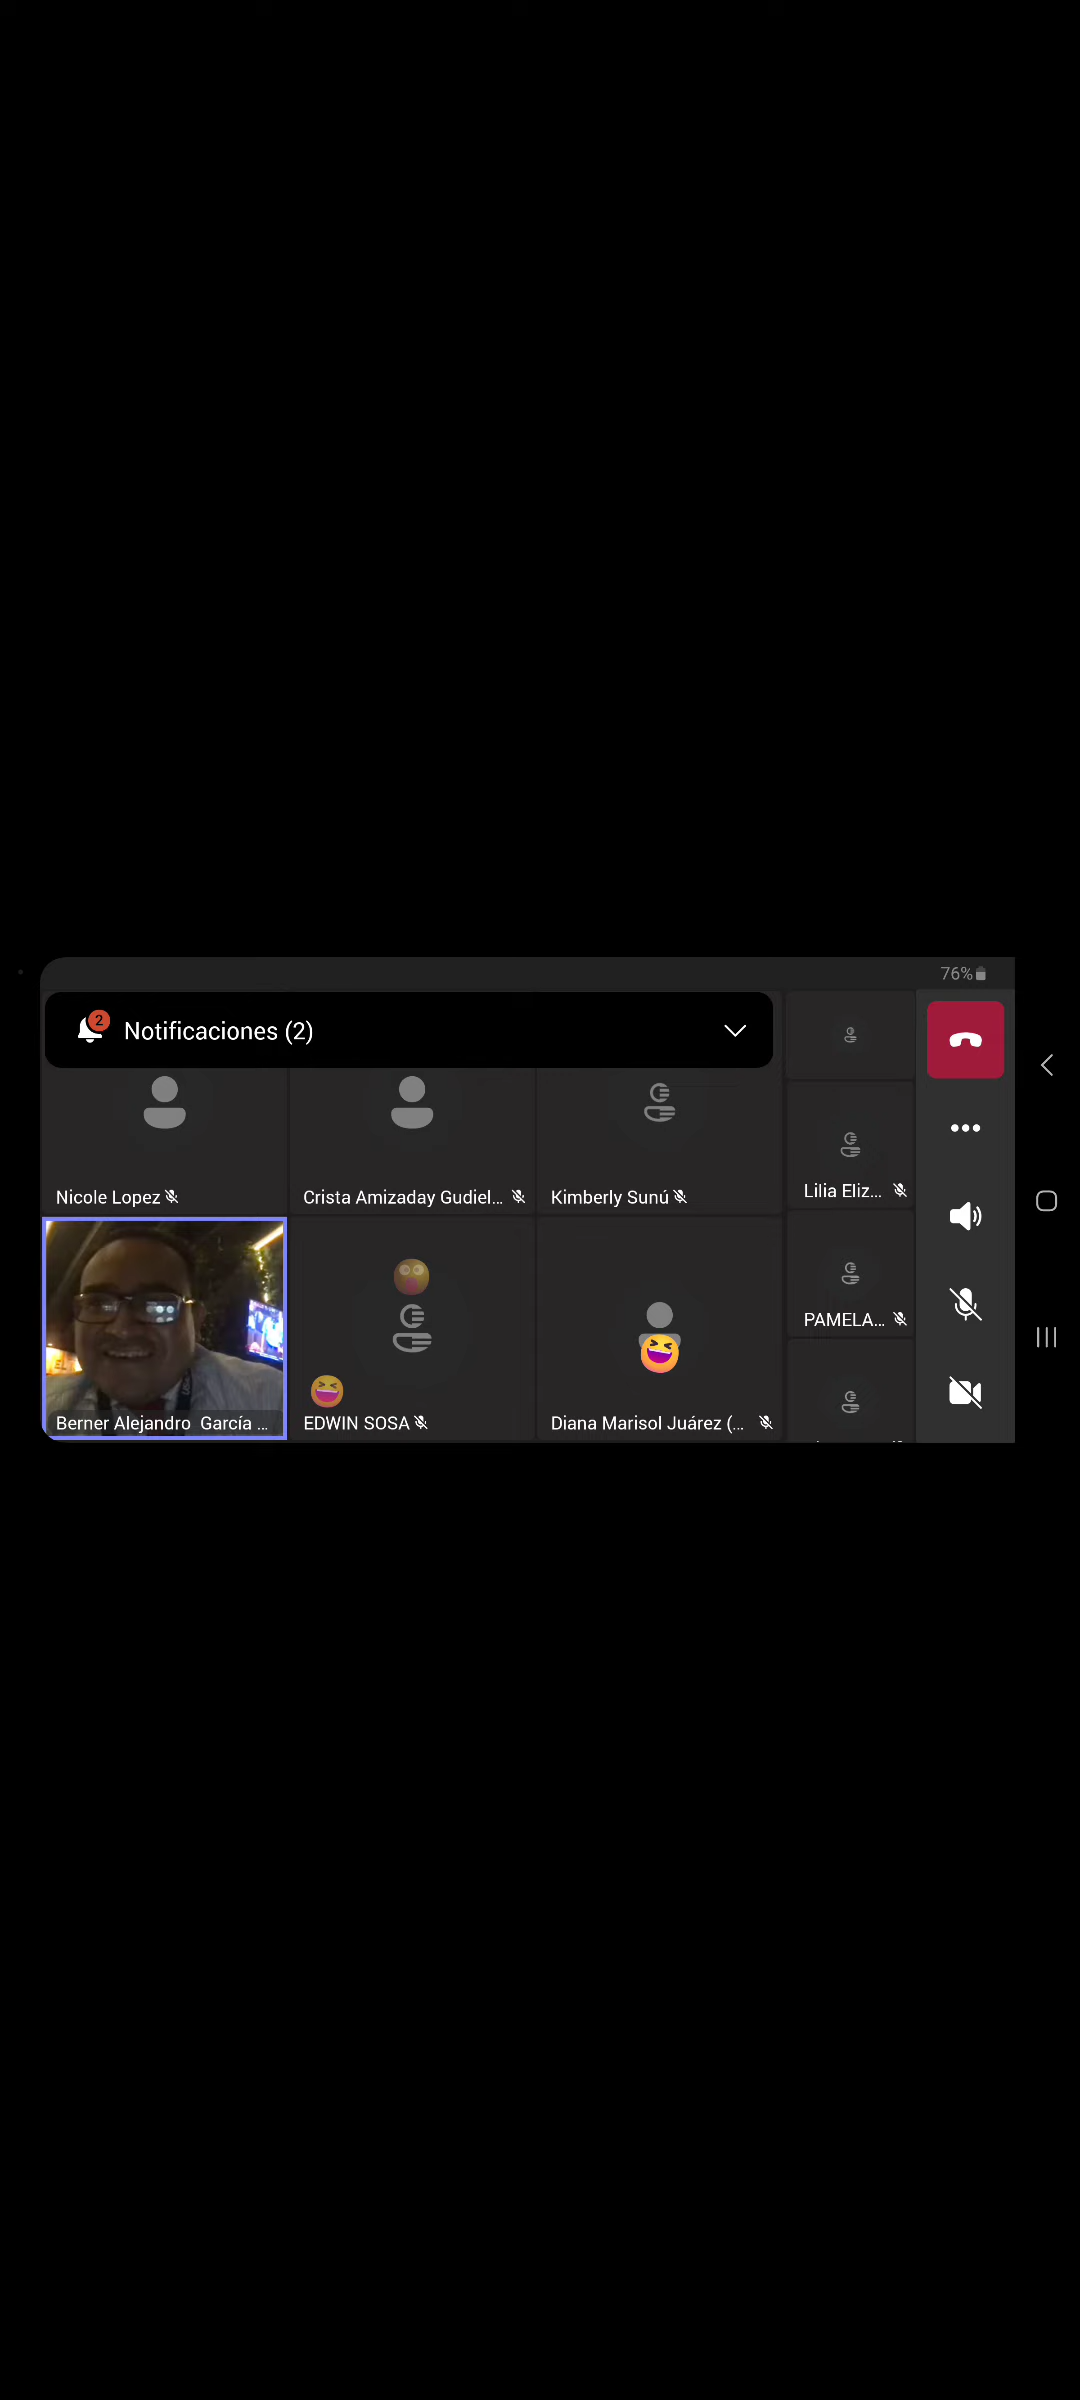 76%
2
Notificaciones (2)
Nicole Lopez
Crista Amizaday Gudiel...
Kimberly Sunú
Lilia Eliz...
PAMELA...
Berner Alejandro García ...
EDWIN SOSA
Diana Marisol Juárez (...